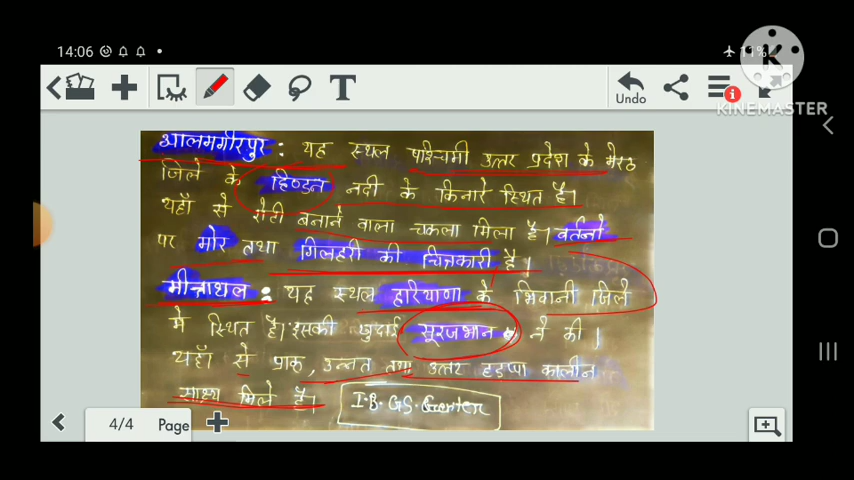 14:06
11%
KINEMASTER
Undo
आलमगीरपुर : यह स्थल पश्चिमी उत्तर प्रदेश के मेरठ
जिले के हिण्डन नदी के किनारे स्थित है।
यहाँ से रोटी बनाने वाला चकला मिला है। बर्तनो
पर मोर तथा गिलहरी की चित्रकारी है।
मीत्ताथल : यह स्थल हरियाणा के भिवानी जिले
मे स्थित है। इसकी खुदाई सूरजभान ने की।
यहाँ से प्राक, उन्नत तथा उत्तर हडप्पा कालीन
साक्ष्य मिले है।
I.B.GS.
4/4 Page